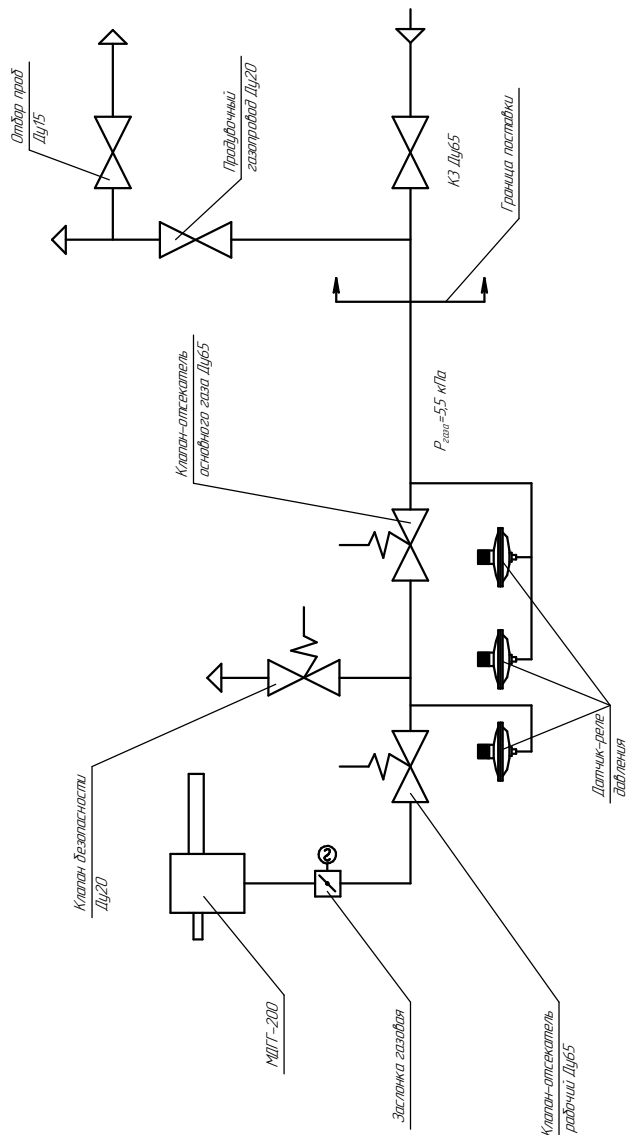 Отбор проб
Ду15
Продувочный
газопровод Ду20
КЗ Ду65
Граница поставки
Клапан-отсекатель
основного газа Ду65
Pгаза=5,5 кПа
Клапан безопасности
Ду20
Датчик-реле
давления
МДГГ-200
Заслонка газовая
Клапан-отсекатель
рабочий Ду65